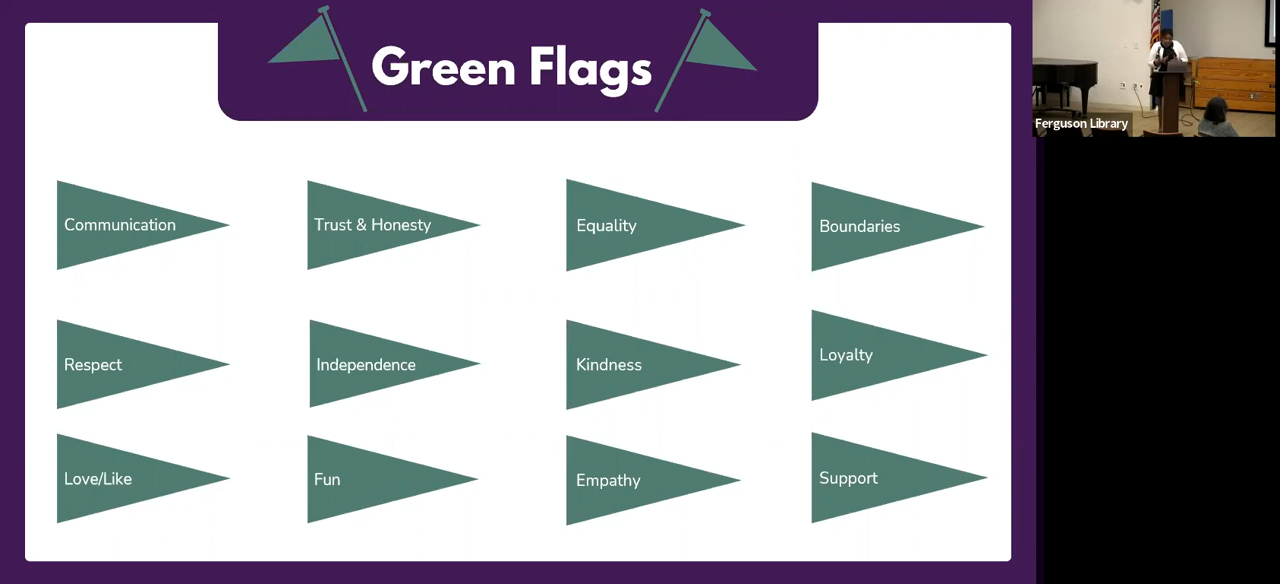 Green Flags
Ferguson Library
Communication
Trust & Honesty
Equality
Boundaries
Respect
Independence
Kindness
Loyalty
Love/Like
Fun
Empathy
Support